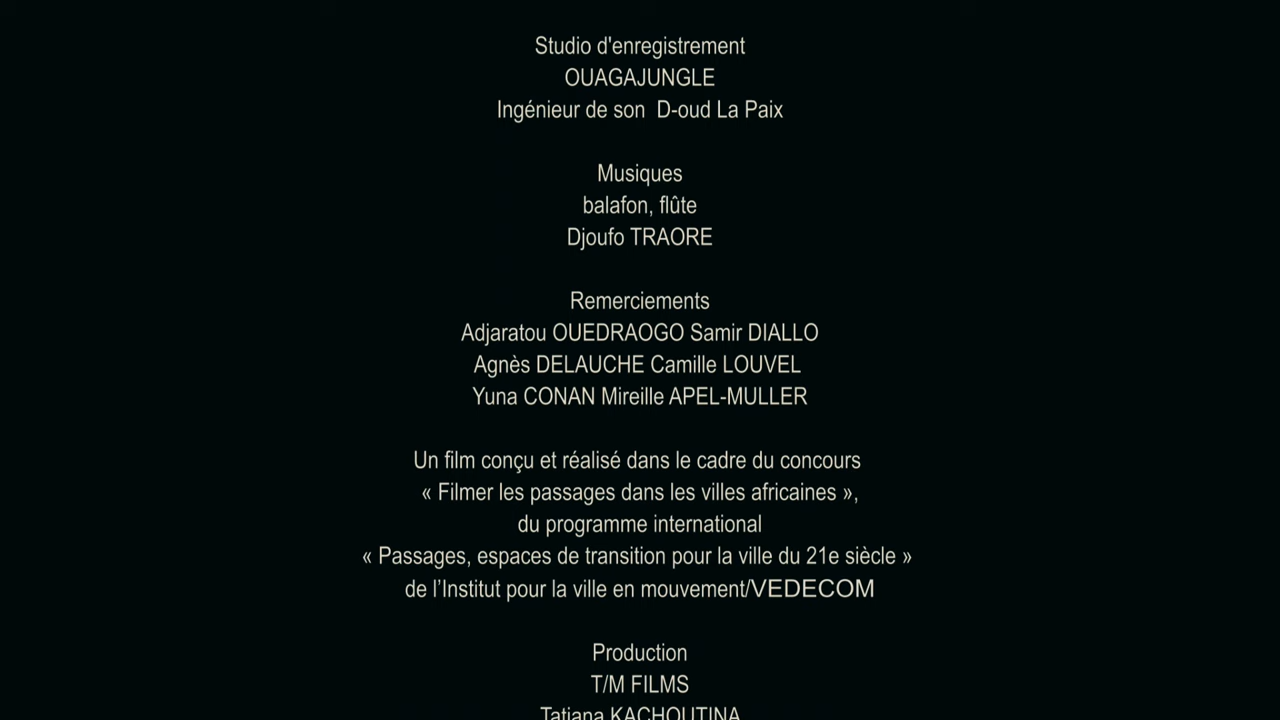 Studio d'enregistrement
OUAGAJUNGLE
Ingénieur de son  D-oud La Paix
Musiques
balafon, flûte
Djoufo TRAORE
Remerciements
Adjaratou OUEDRAOGO Samir DIALLO
Agnès DELAUCHE Camille LOUVEL
Yuna CONAN Mireille APEL-MULLER
Un film conçu et réalisé dans le cadre du concours
« Filmer les passages dans les villes africaines »,
du programme international
« Passages, espaces de transition pour la ville du 21e siècle »
de l’Institut pour la ville en mouvement/VEDECOM
Production
T/M FILMS
Tatiana KACHOUTINA